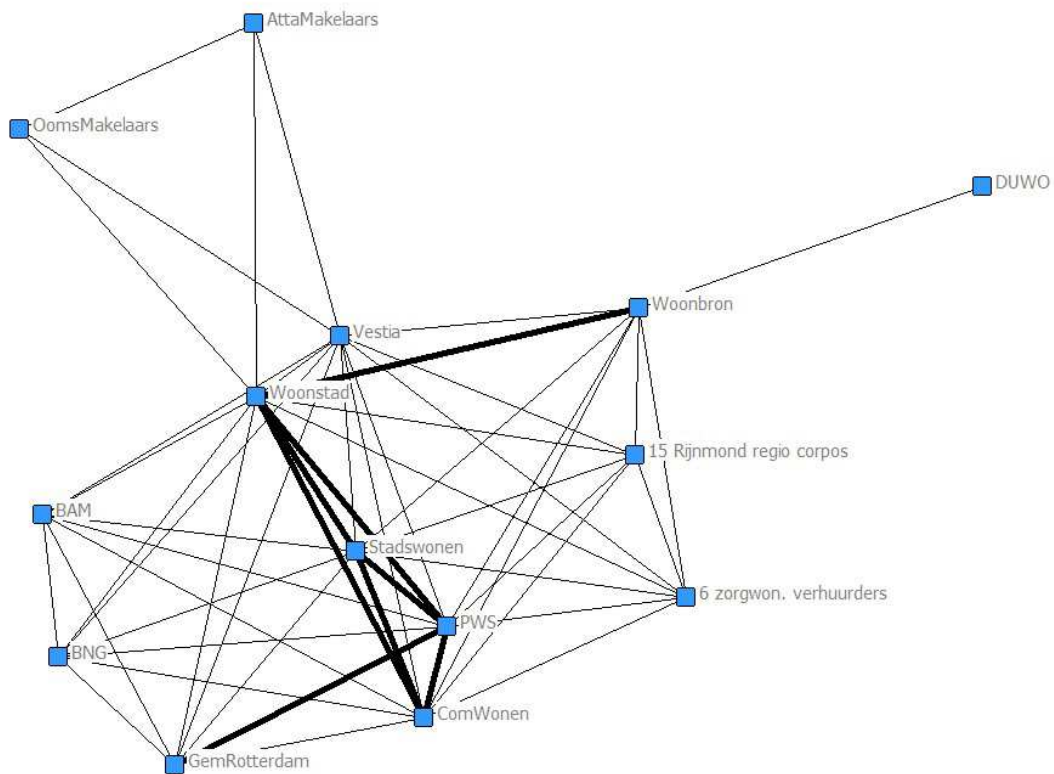 AttaMakelaars
OomsMakelaars
DUWO
Woonbron
Vestia
Woonstad
15 Rijnmond regio corpos
BAM
Stadswonen
6 zorgwon. verhuurders
PWS
BNG
ComWonen
GemRotterdam